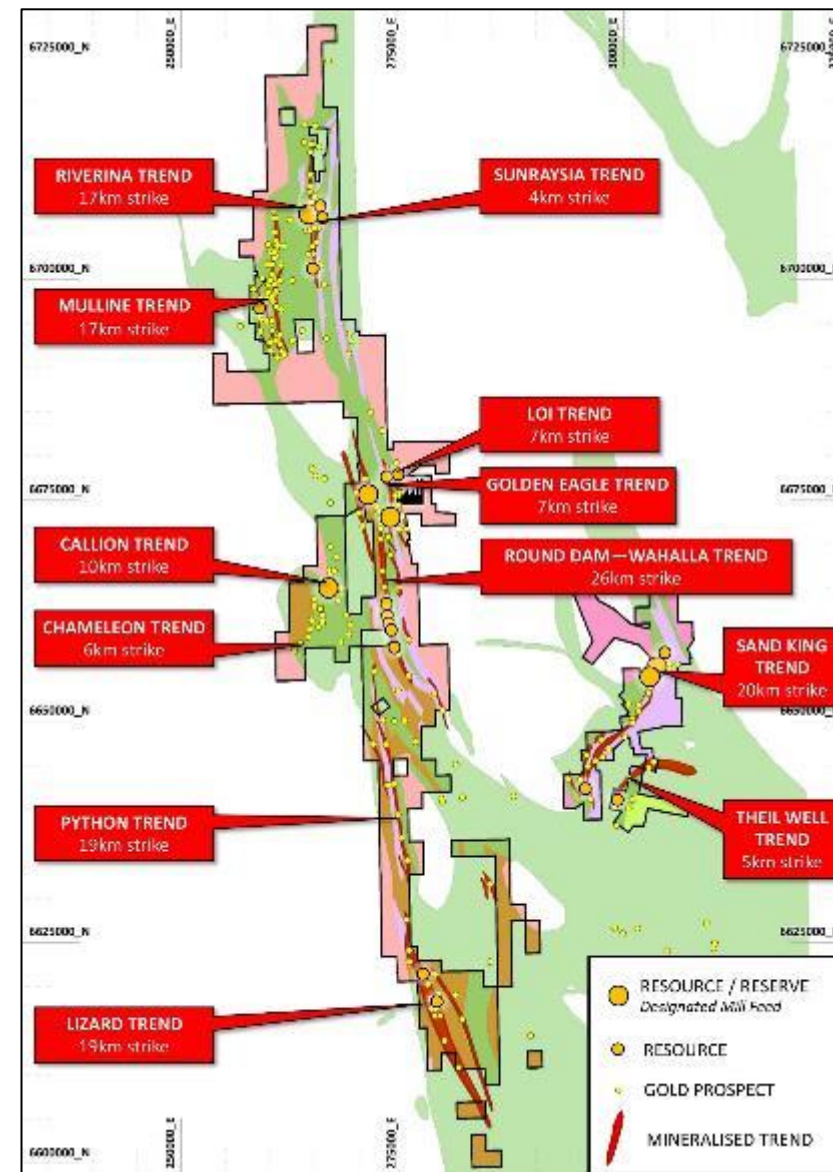 250000_E
275000_E
300000_E
6725000_N
6725000_N
RIVERINA TREND
17km strike
SUNRAYSIA TREND
4km strike
6700000_N
6700000_N
MULLINE TREND
17km strike
LOI TREND
7km strike
6675000_N
6675000_N
GOLDEN EAGLE TREND
7km strike
CALLION TREND
10km strike
ROUND DAM—WAHALLA TREND
26km strike
CHAMELEON TREND
6km strike
SAND KING
TREND
20km strike
6650000_N
6650000_N
PYTHON TREND
19km strike
THEIL WELL
TREND
5km strike
6625000_N
6625000_N
LIZARD TREND
19km strike
RESOURCE / RESERVE
Designated Mill Feed
RESOURCE
GOLD PROSPECT
MINERALISED TREND
250000_E
275000_E
6600000_N